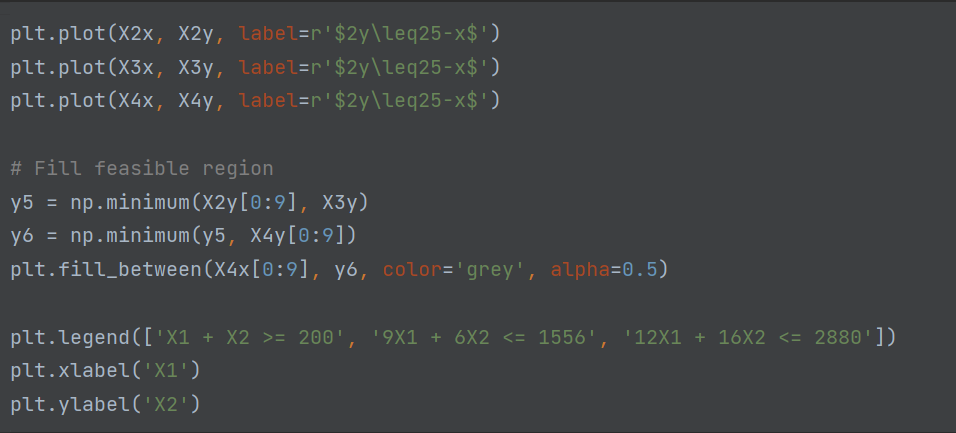 plt.plot(X2x, X2y, label=r'$2y\leq25-x$')
plt.plot(X3x, X3y, label=r'$2y\leq25-x$')
plt.plot(X4x, X4y, label=r'$2y\leq25-x$')
# Fill feasible region
y5 = np.minimum(X2y[0:9], X3y)
y6 = np.minimum(y5, X4y[0:9])
plt.fill_between(X4x[0:9], y6, color='grey', alpha=0.5)
plt.legend(['X1 + X2 >= 200', '9X1 + 6X2 <= 1556', '12X1 + 16X2 <= 2880'])
plt.xlabel('X1')
plt.ylabel('X2')